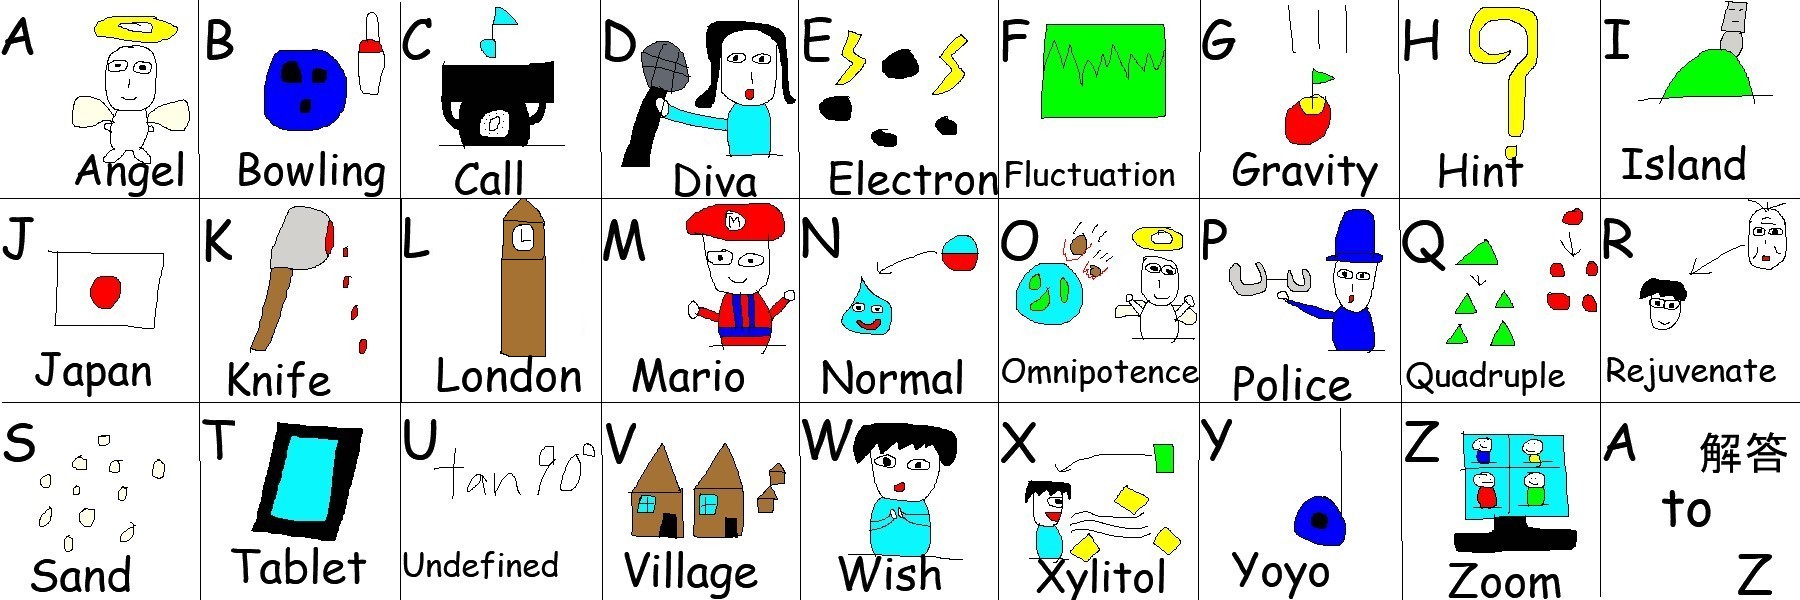 A
Angel
B
Bowling
C
Call
D
Diva
E
Electron
F
Fluctuation
G
Gravity
H
Hint
I
Island
J
Japan
K
Knife
L
London
M
M
Mario
N
Normal
O
Omnipotence
P
Police
Q
Quadruple
R
Rejuvenate
S
Sand
T
Tablet
U
tan 90°
Undefined
V
Village
W
Wish
X
Xylitol
Y
Yoyo
Z
Zoom
A 解答
to
Z